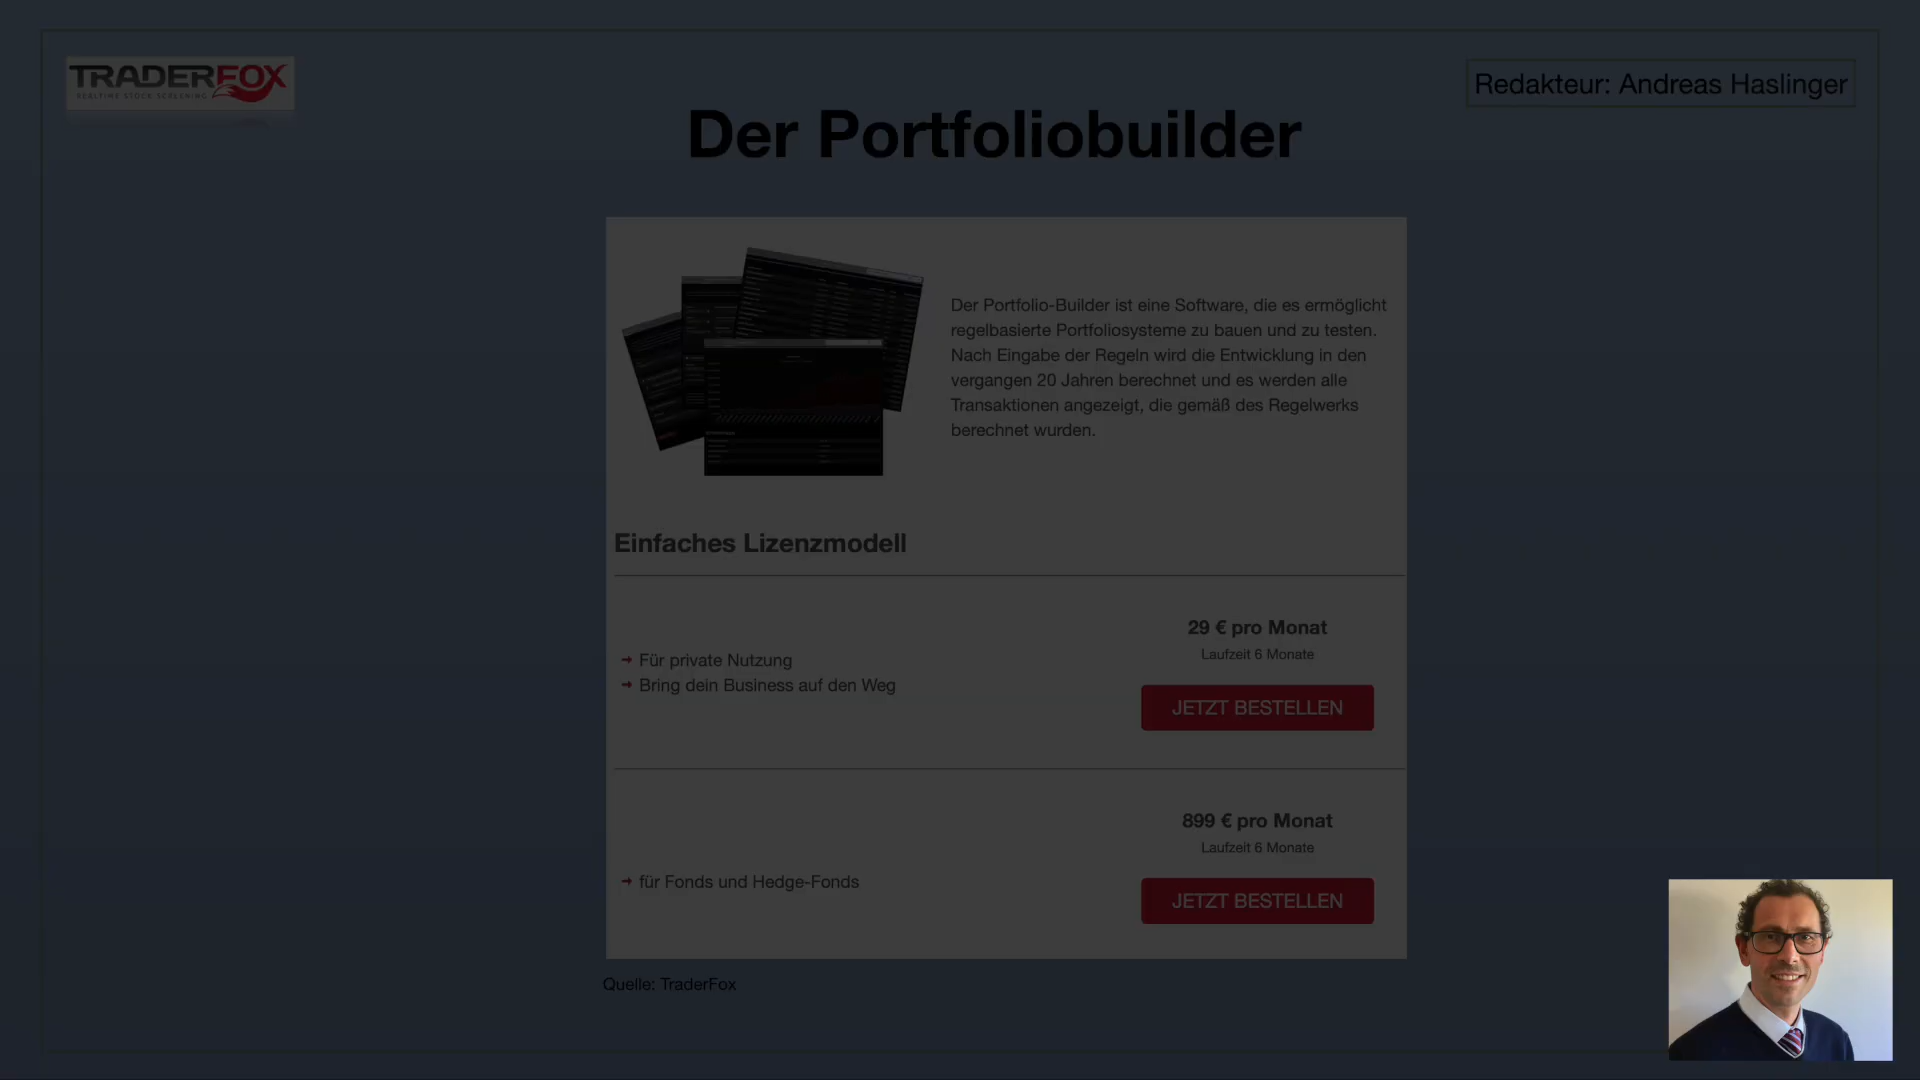 TRADERFOX
REALTIME STOCK SCREENING
Redakteur: Andreas Haslinger
Der Portfoliobuilder
Der Portfolio-Builder ist eine Software, die es ermöglicht
regelbasierte Portfoliosysteme zu bauen und zu testen.
Nach Eingabe der Regeln wird die Entwicklung in den
vergangen 20 Jahren berechnet und es werden alle
Transaktionen angezeigt, die gemäß des Regelwerks
berechnet wurden.
Einfaches Lizenzmodell
➞ Für private Nutzung
➞ Bring dein Business auf den Weg
29 € pro Monat
Laufzeit 6 Monate
JETZT BESTELLEN
➞ für Fonds und Hedge-Fonds
899 € pro Monat
Laufzeit 6 Monate
JETZT BESTELLEN
Quelle: TraderFox